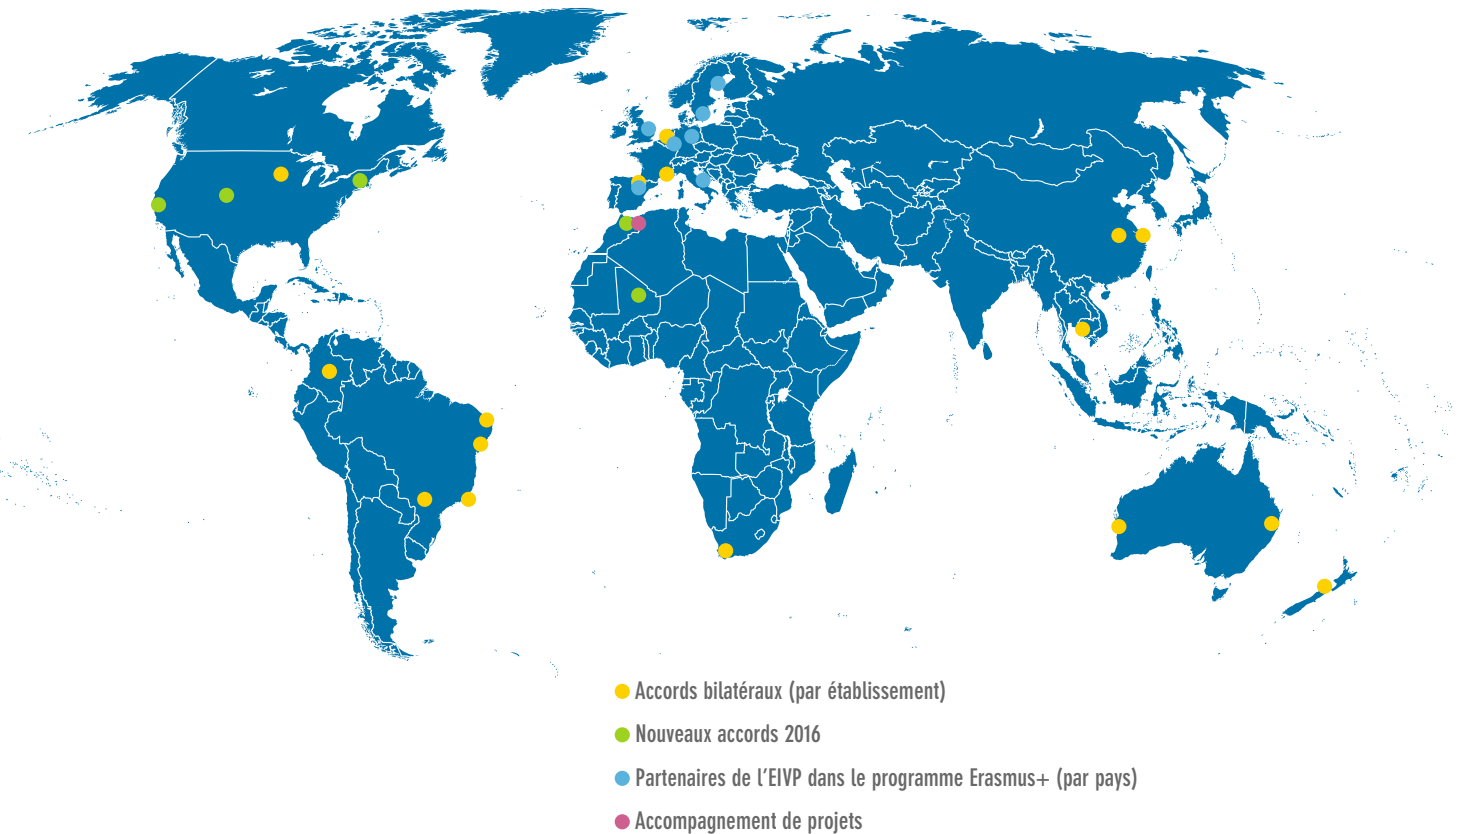 Accords bilatéraux (par établissement)
Nouveaux accords 2016
Partenaires de l'EIVP dans le programme Erasmus+ (par pays)
Accompagnement de projets